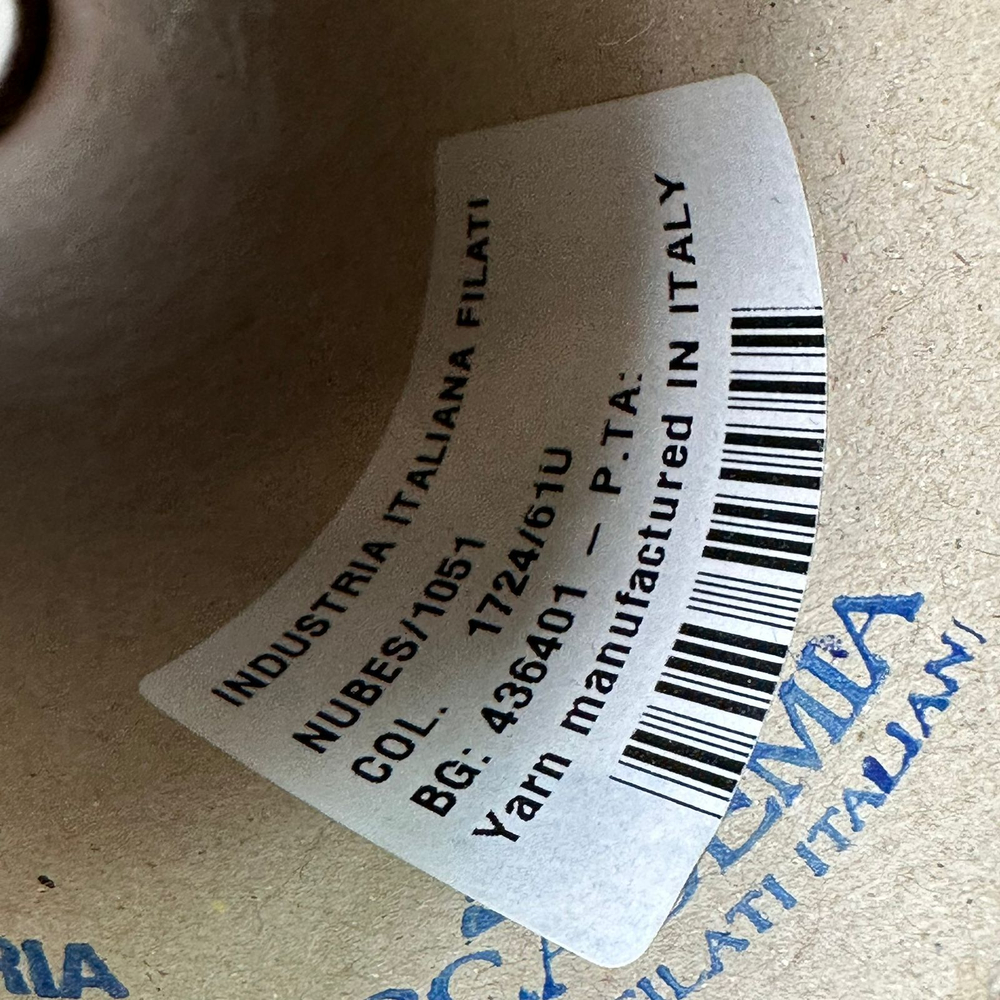 INDUSTRIA ITALIANA FILATI
NUBES/1051
COL. 1724/61U
BG: 436401 – P.TA:
Yarn manufactured in ITALY
FILATI ITALIANI